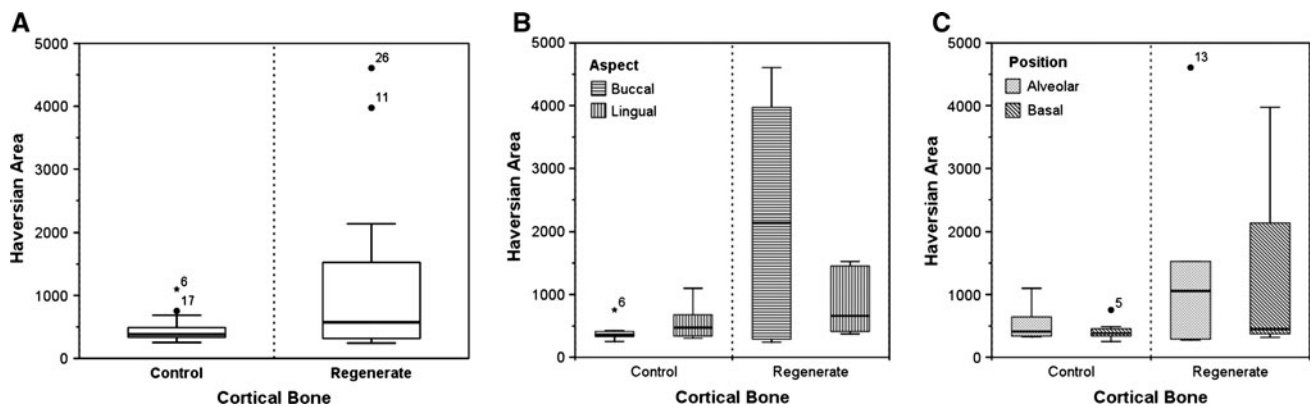 A
5000
4000
3000
2000
1000
0
Haversian Area
26
11
6
17
Control
Regenerate
Cortical Bone
B
5000
4000
3000
2000
1000
0
Haversian Area
Aspect
Buccal
Lingual
6
Control
Regenerate
Cortical Bone
C
5000
4000
3000
2000
1000
0
Haversian Area
Position
Alveolar
Basal
13
5
Control
Regenerate
Cortical Bone